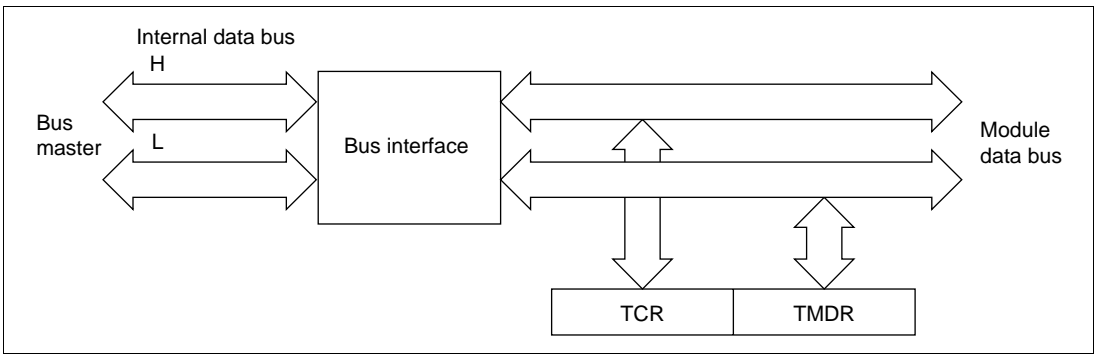 Internal data bus
H
Bus
master
L
Bus interface
Module
data bus
TCR
TMDR